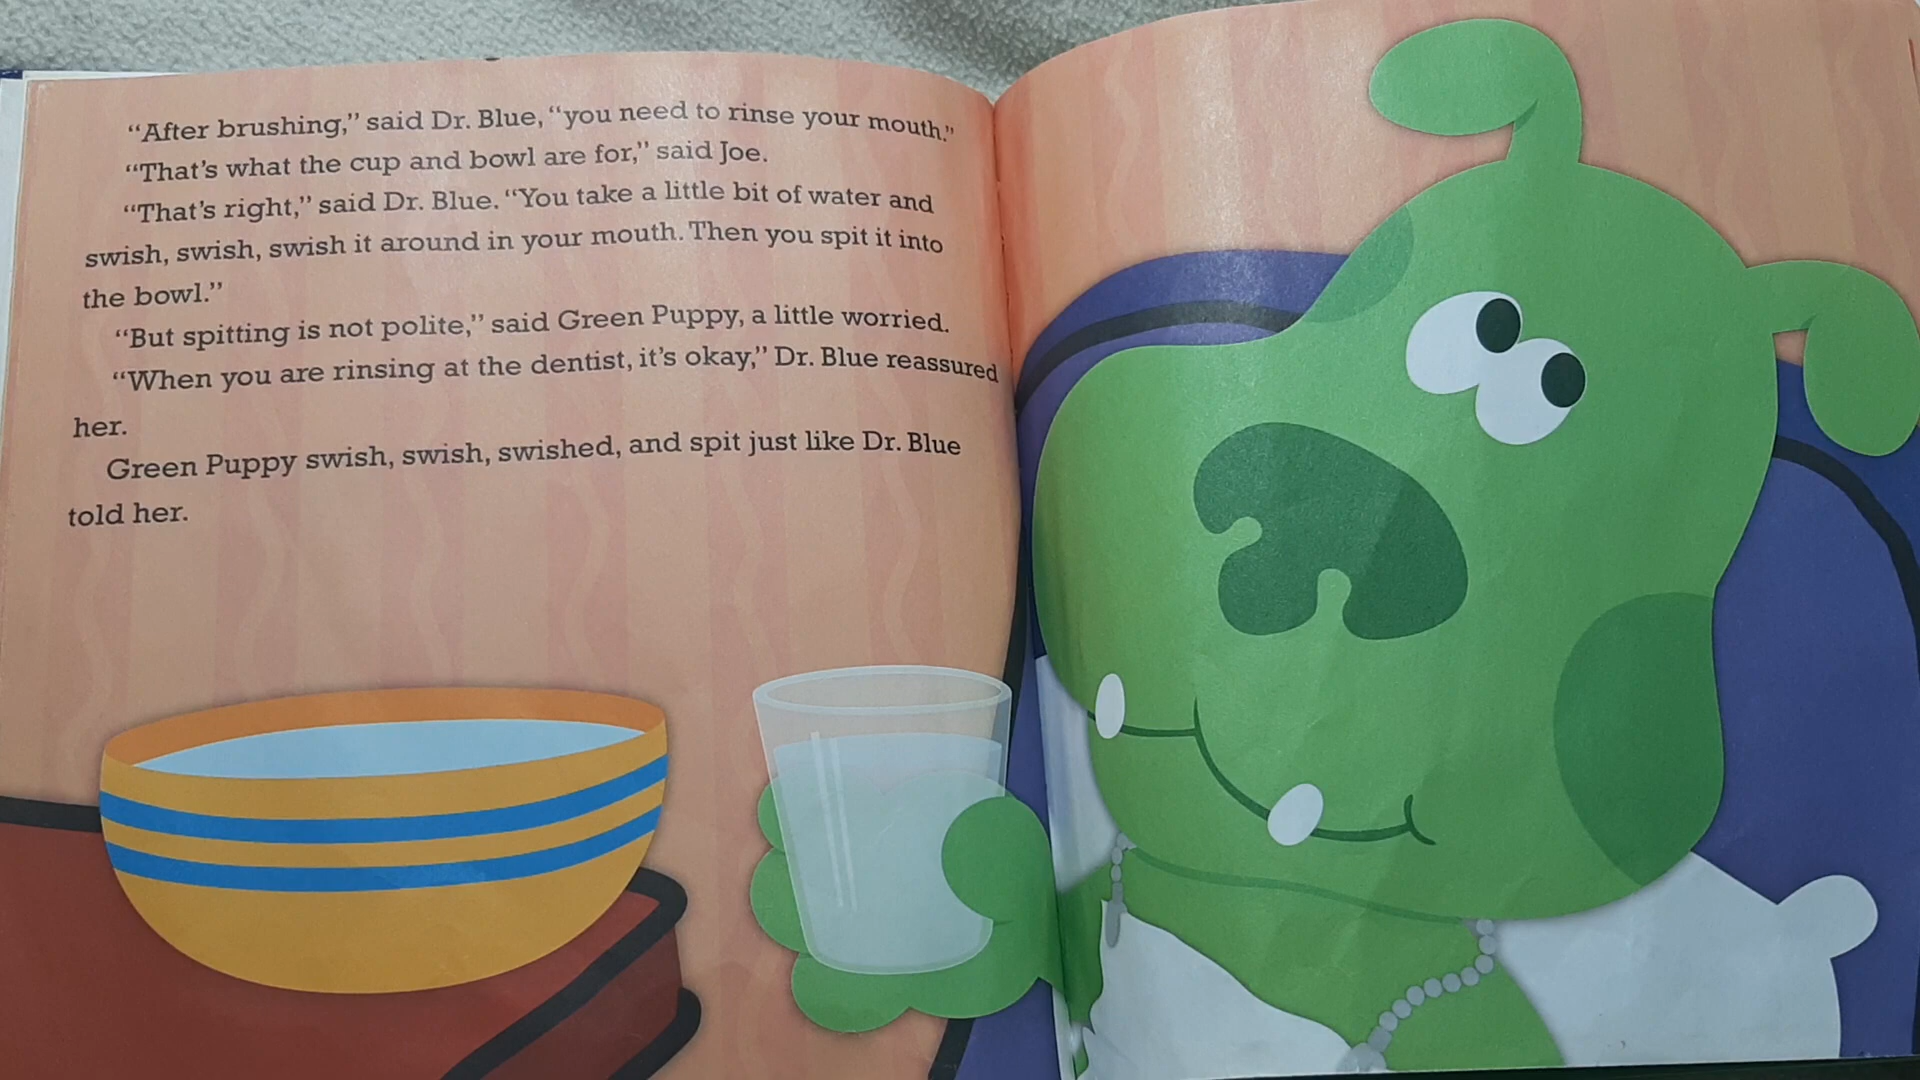 “After brushing,” said Dr. Blue, “you need to rinse your mouth.”
“That’s what the cup and bowl are for,” said Joe.
“That’s right,” said Dr. Blue. “You take a little bit of water and
swish, swish, swish it around in your mouth. Then you spit it into
the bowl.”
“But spitting is not polite,” said Green Puppy, a little worried.
“When you are rinsing at the dentist, it’s okay,” Dr. Blue reassured
her.
Green Puppy swish, swish, swished, and spit just like Dr. Blue
told her.